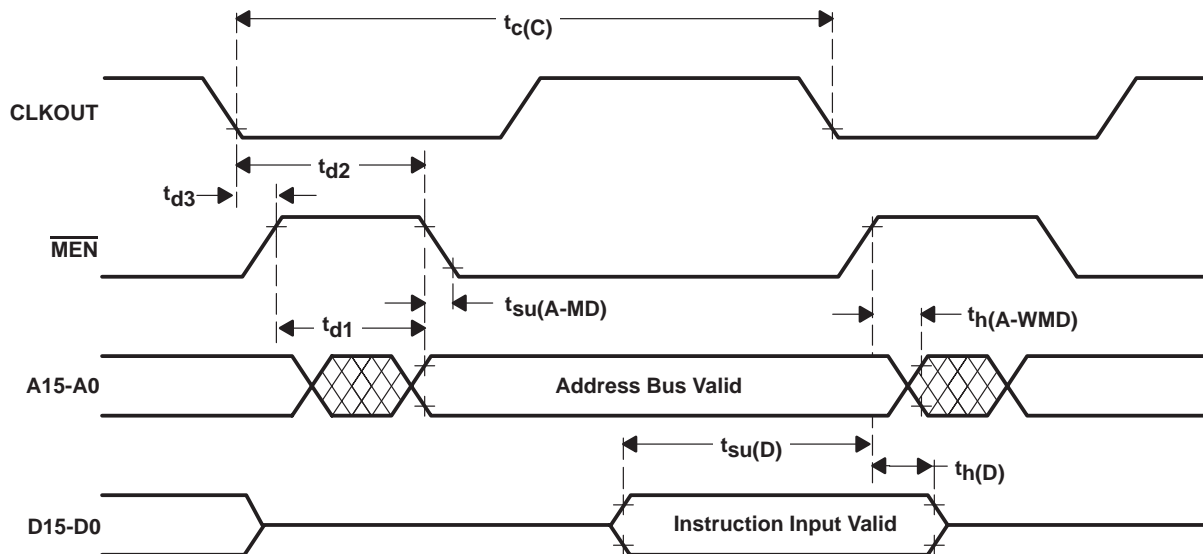 tc(C)
CLKOUT
td2
td3
MEN
tsu(A-MD)
td1
th(A-WMD)
A15-A0
Address Bus Valid
tsu(D)
th(D)
D15-D0
Instruction Input Valid